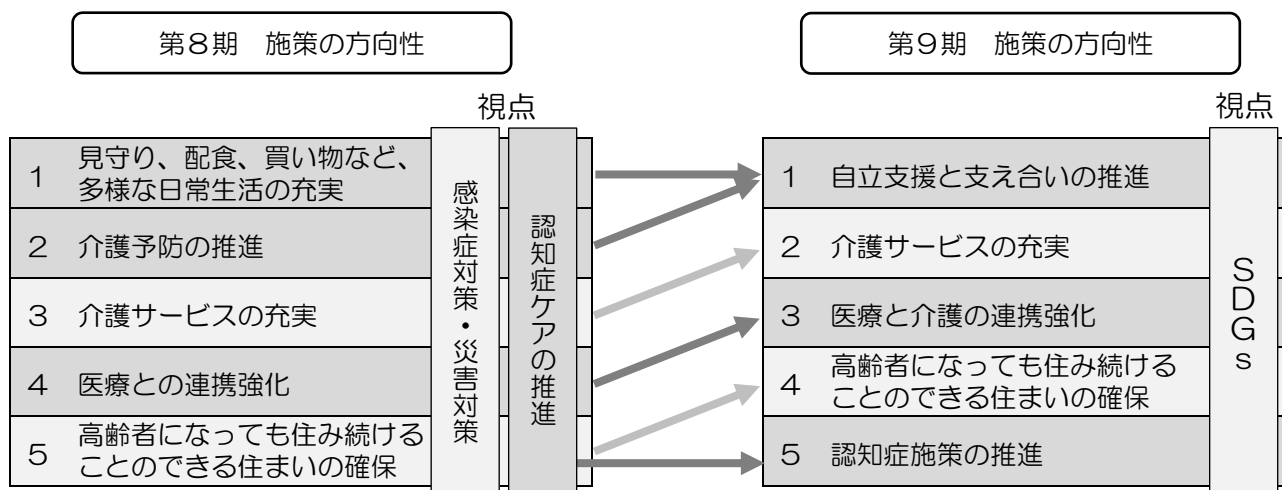 第8期　施策の方向性
視点
1　見守り、配食、買い物など、
多様な日常生活の充実
2　介護予防の推進
3　介護サービスの充実
4　医療との連携強化
5　高齢者になっても住み続ける
ことのできる住まいの確保
感染症対策・災害対策
認知症ケアの推進
第9期　施策の方向性
視点
1　自立支援と支え合いの推進
2　介護サービスの充実
3　医療と介護の連携強化
4　高齢者になっても住み続ける
ことのできる住まいの確保
5　認知症施策の推進
SDGs